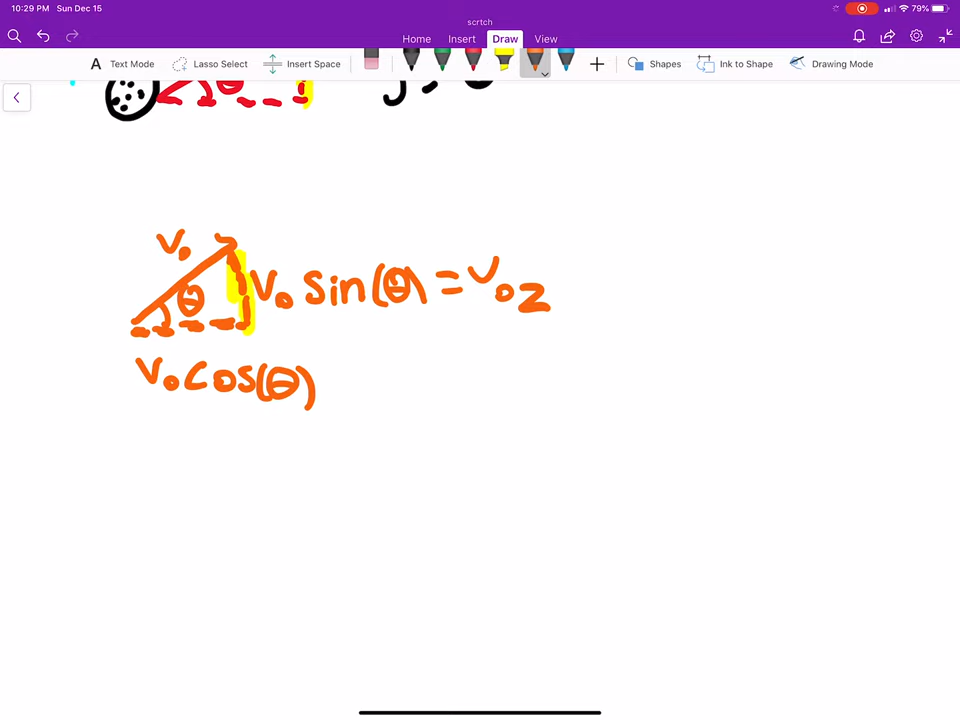 10:29 PM Sun Dec 15
79%
scrtch
Home Insert Draw View
A Text Mode Lasso Select Insert Space Shapes Ink to Shape Drawing Mode
θ
V₀
θ
V₀ Sin(θ) = V₀z
V₀ cos(θ)